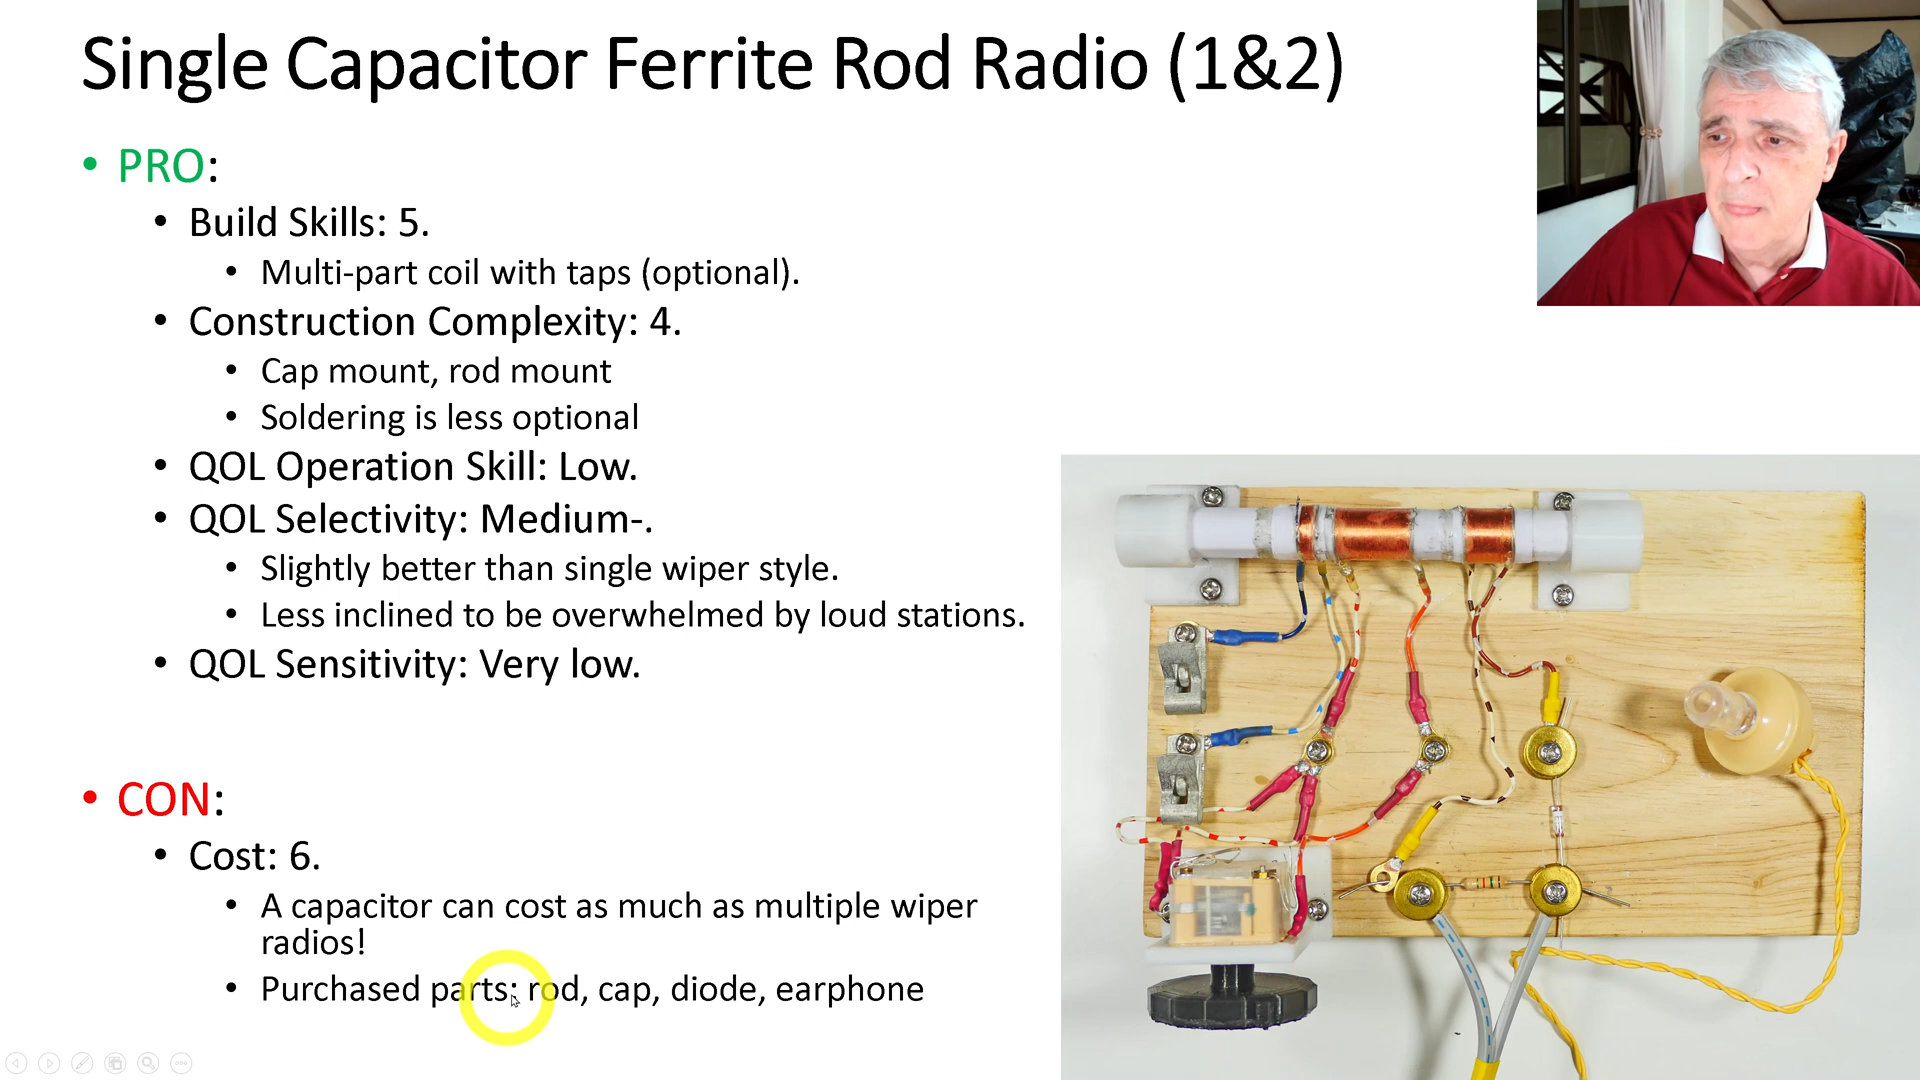 Single Capacitor Ferrite Rod Radio (1&2)
• PRO:
• Build Skills: 5.
• Multi-part coil with taps (optional).
• Construction Complexity: 4.
• Cap mount, rod mount
• Soldering is less optional
• QOL Operation Skill: Low.
• QOL Selectivity: Medium-.
• Slightly better than single wiper style.
• Less inclined to be overwhelmed by loud stations.
• QOL Sensitivity: Very low.
• CON:
• Cost: 6.
• A capacitor can cost as much as multiple wiper
radios!
• Purchased parts: rod, cap, diode, earphone